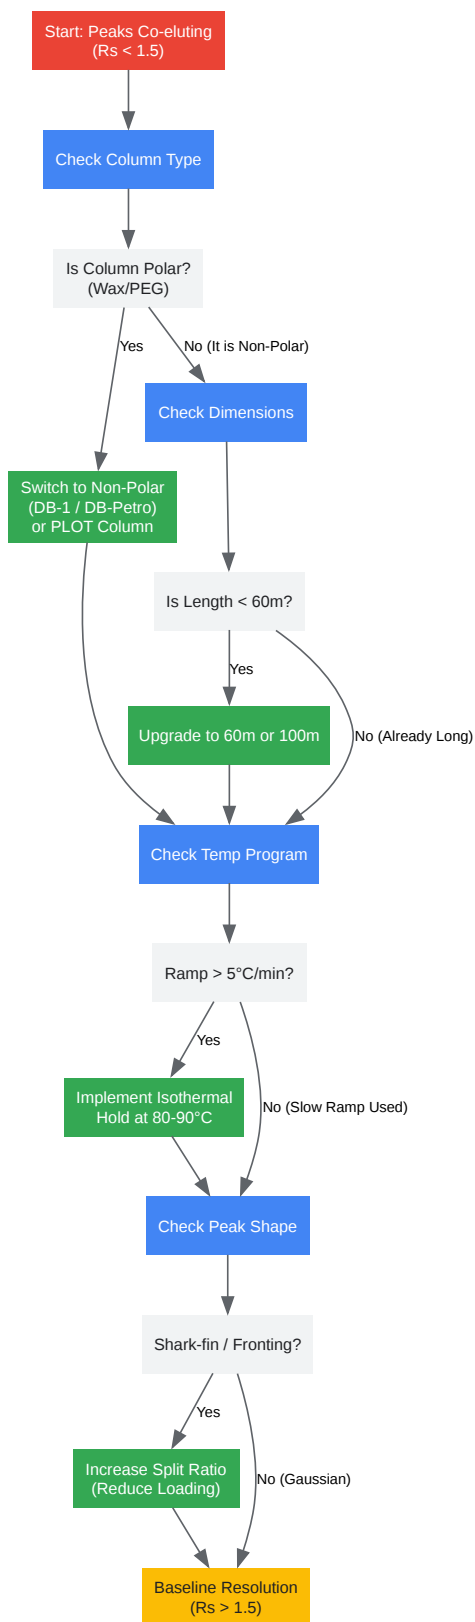 Start: Peaks Co-eluting
(Rs < 1.5)
Check Column Type
Is Column Polar?
(Wax/PEG)
Yes
No (It is Non-Polar)
Check Dimensions
Switch to Non-Polar
(DB-1 / DB-Petro)
or PLOT Column
Is Length < 60m?
Yes
Upgrade to 60m or 100m
No (Already Long)
Check Temp Program
Ramp > 5°C/min?
Yes
Implement Isothermal
Hold at 80-90°C
No (Slow Ramp Used)
Check Peak Shape
Shark-fin / Fronting?
Yes
Increase Split Ratio
(Reduce Loading)
No (Gaussian)
Baseline Resolution
(Rs > 1.5)